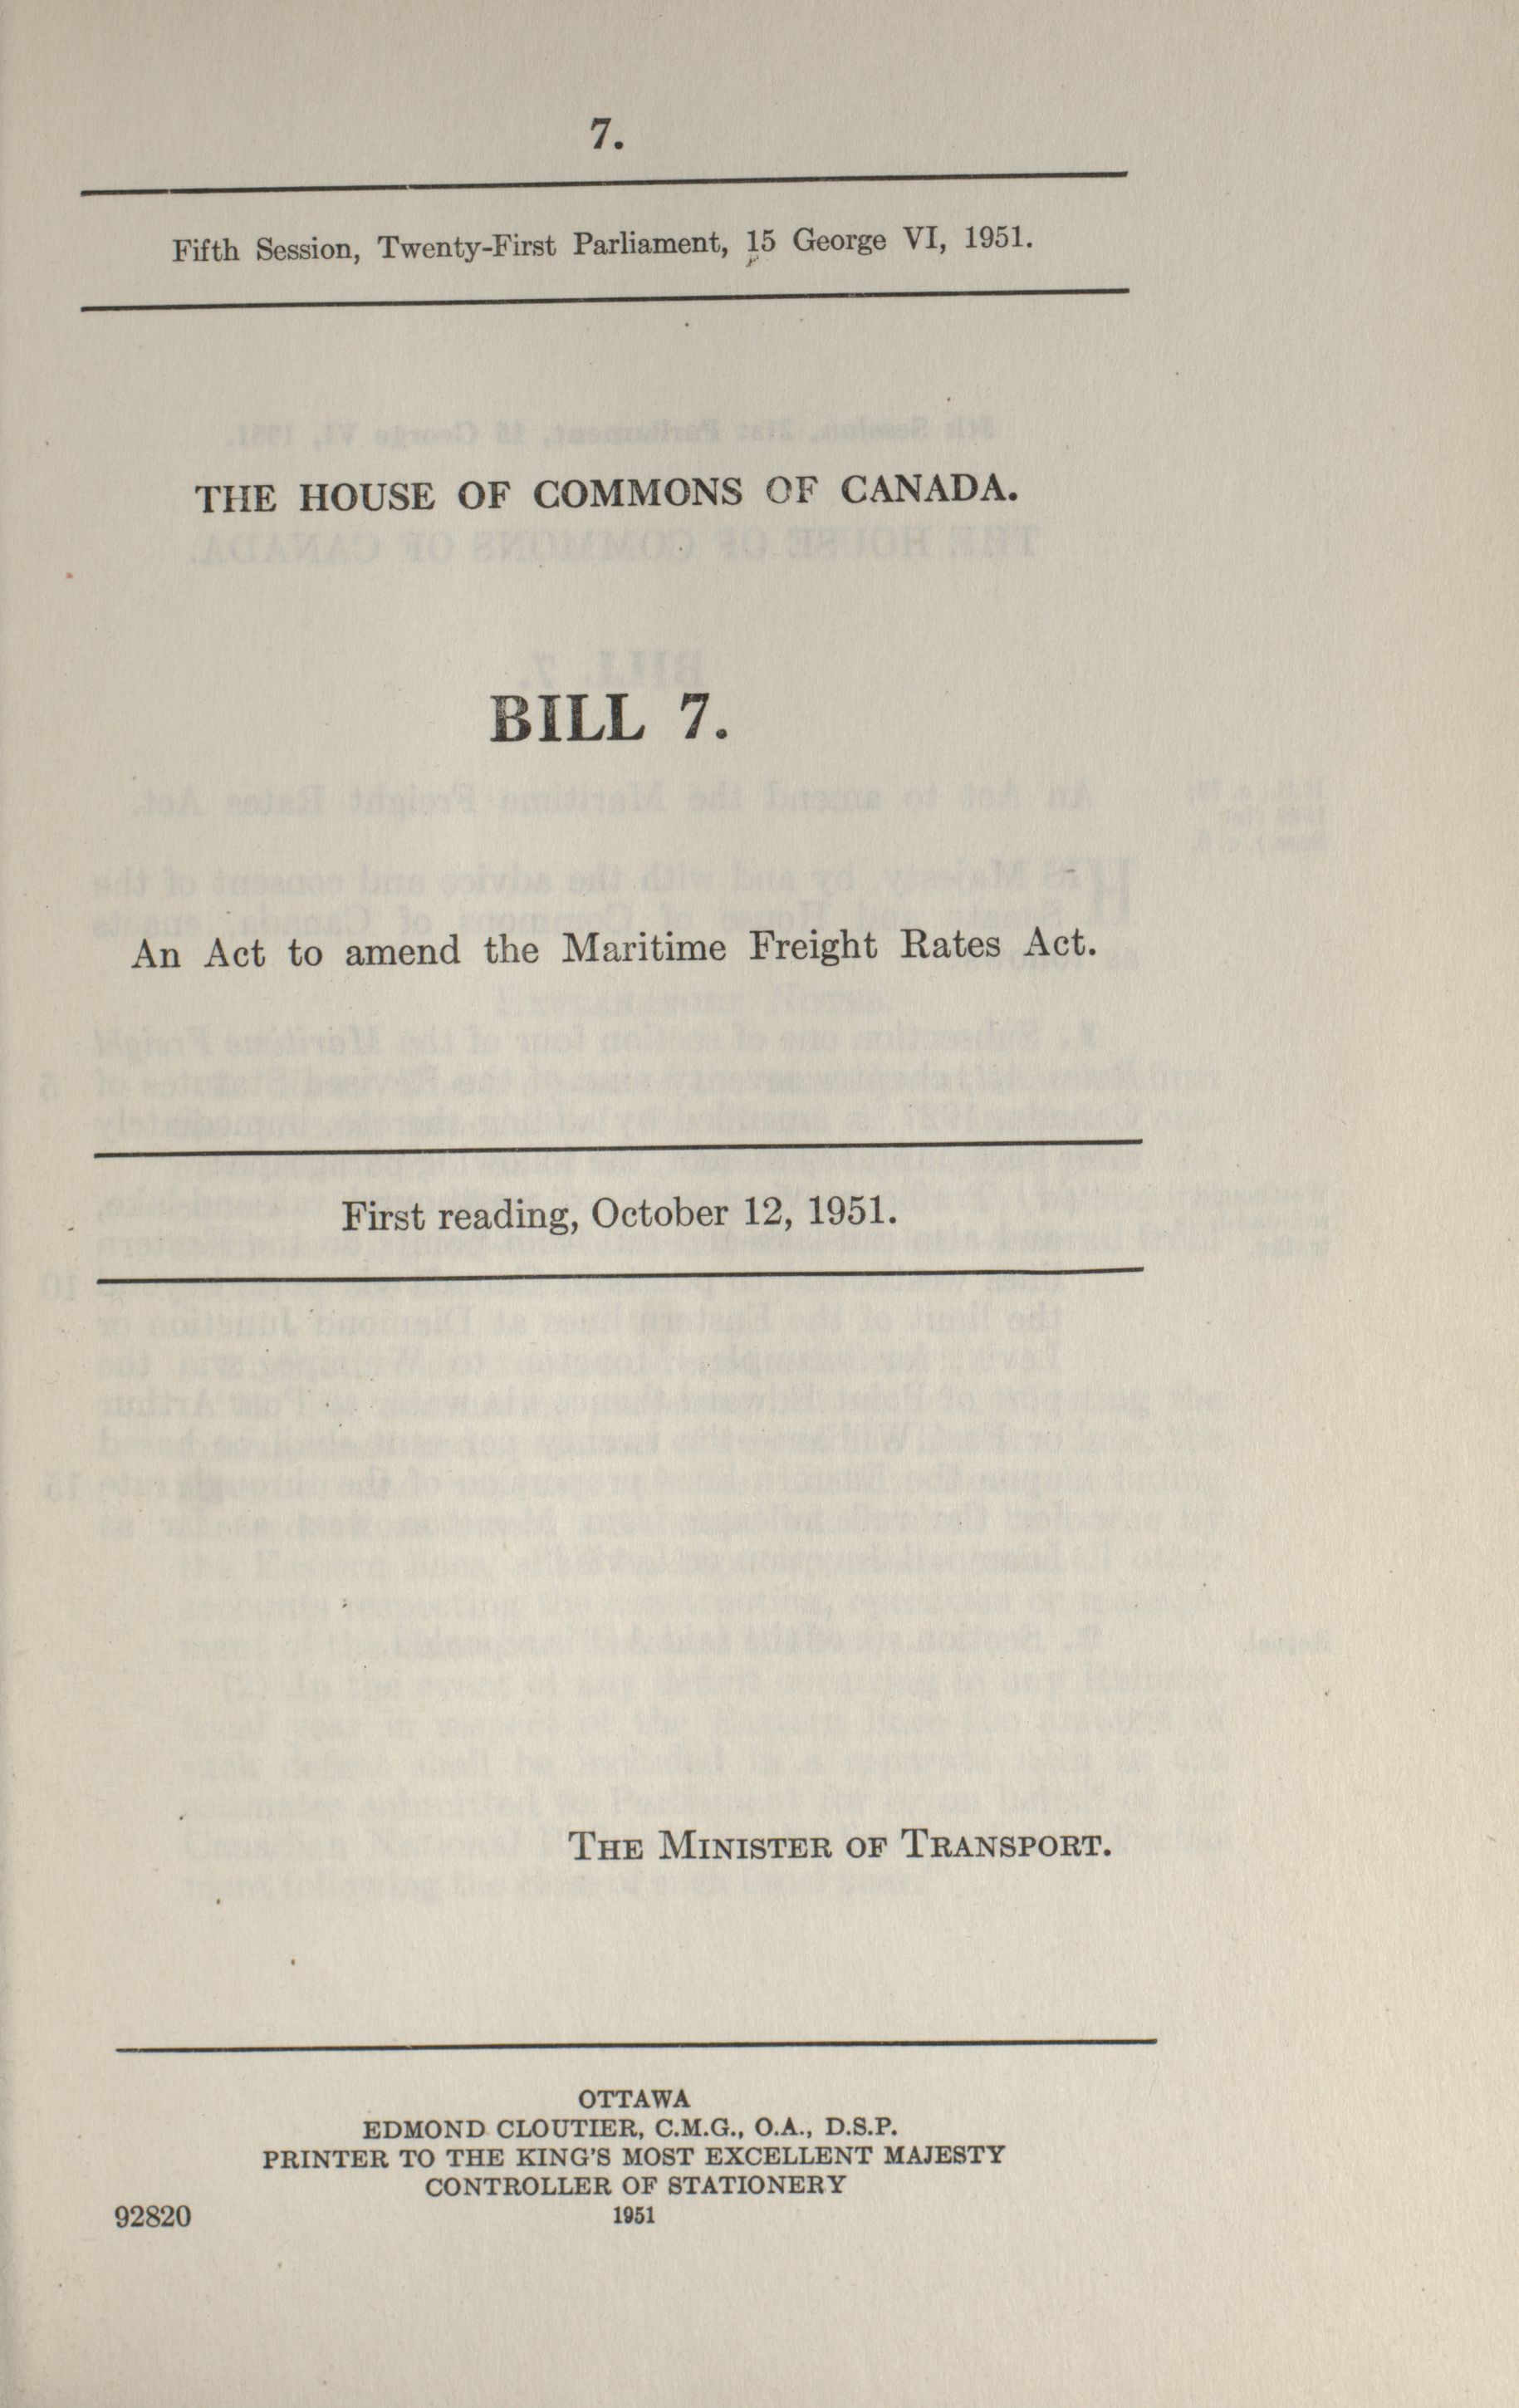 7.
Fifth Session, Twenty-First Parliament, 15 George VI, 1951.
THE HOUSE OF COMMONS OF CANADA.
BILL 7.
An Act to amend the Maritime Freight Rates Act.
First reading, October 12, 1951.
THE MINISTER OF TRANSPORT.
OTTAWA
EDMOND CLOUTIER, C.M.G., O.A., D.S.P.
PRINTER TO THE KING'S MOST EXCELLENT MAJESTY
CONTROLLER OF STATIONERY
92820 1951